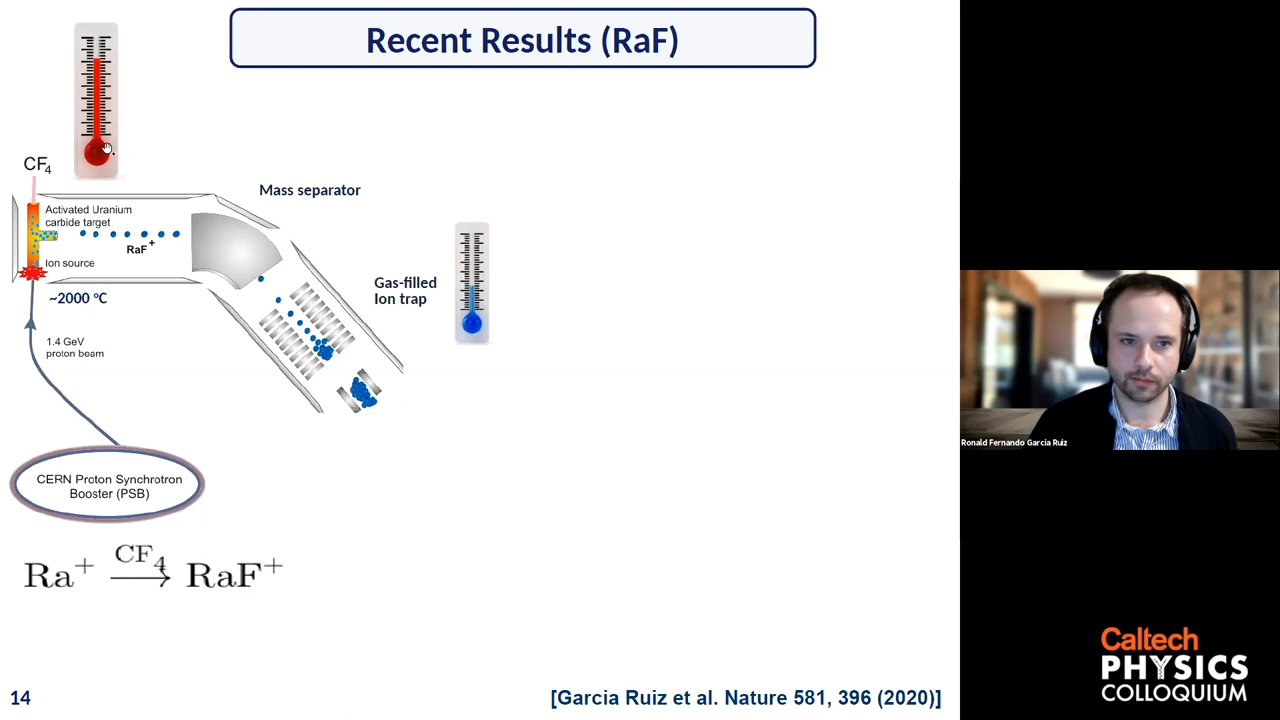 Recent Results (RaF)
CF4
Mass separator
Activated Uranium
carbide target
RaF+
Ion source
~2000 ºC
Gas-filled
Ion trap
1.4 GeV
proton beam
CERN Proton Synchrotron
Booster (PSB)
CF4
Ra+ → RaF+
14
[Garcia Ruiz et al. Nature 581, 396 (2020)]
Ronald Fernando Garcia Ruiz
Caltech
PHYSICS
COLLOQUIUM